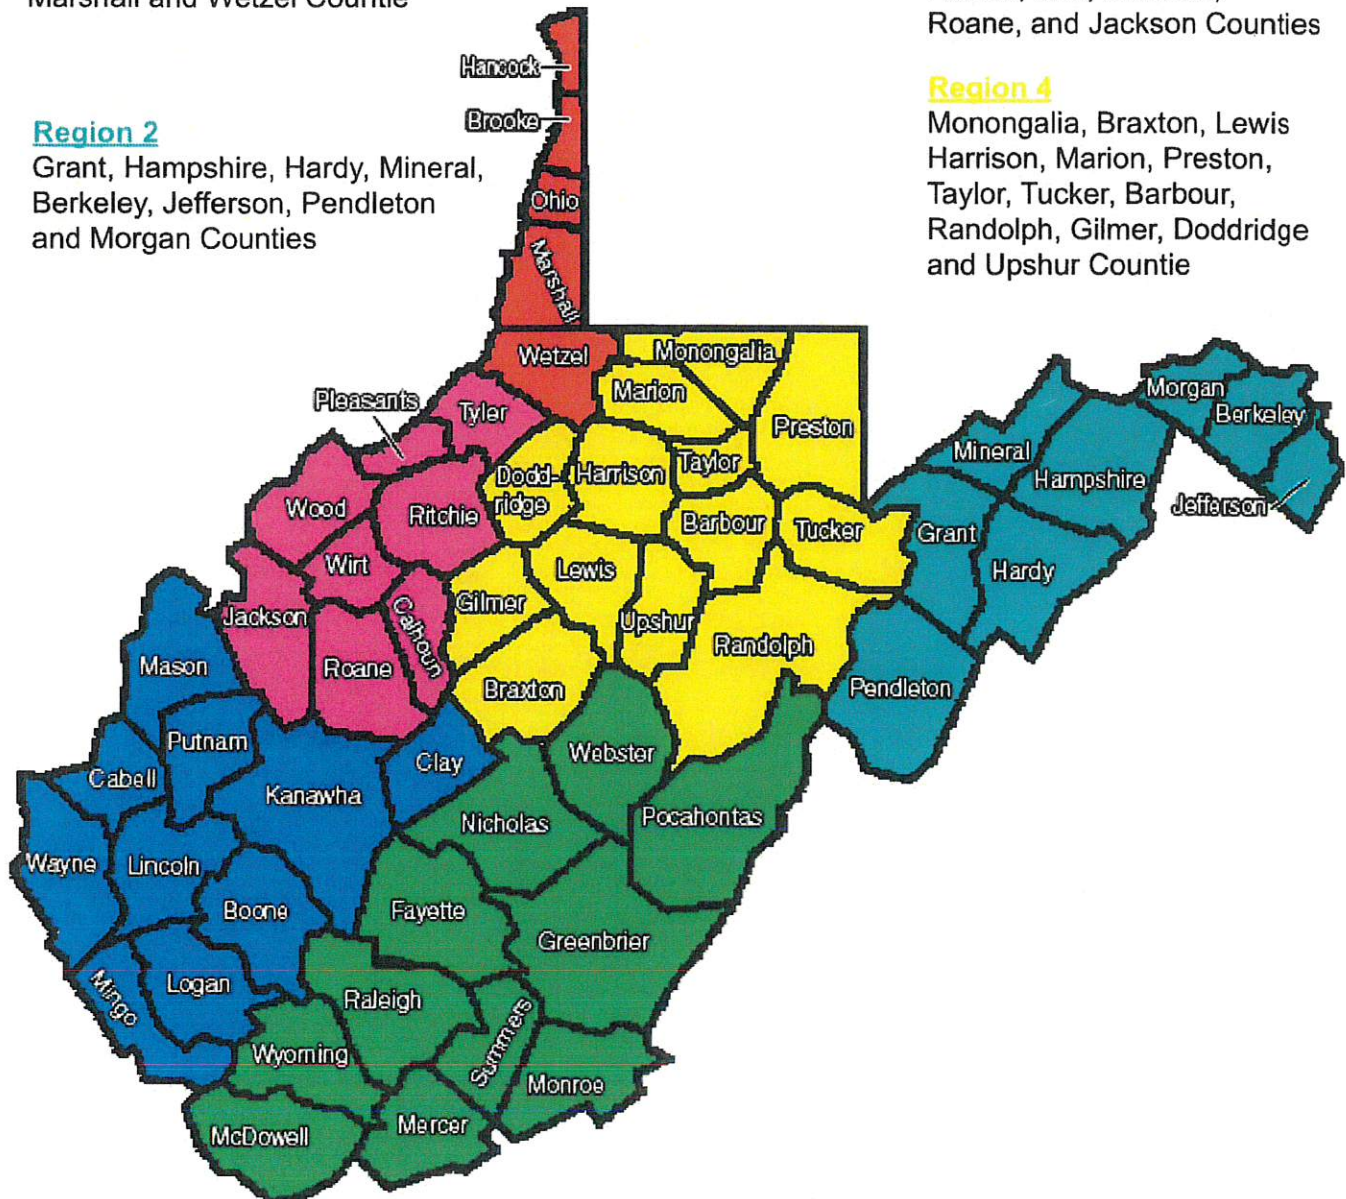 Marshall and Wetzel Countie
Region 2
Grant, Hampshire, Hardy, Mineral,
Berkeley, Jefferson, Pendleton
and Morgan Counties
Roane, and Jackson Counties
Region 4
Monongalia, Braxton, Lewis
Harrison, Marion, Preston,
Taylor, Tucker, Barbour,
Randolph, Gilmer, Doddridge
and Upshur Countie
Hancock
Brooke
Ohio
Marshall
Wetzel
Monongalia
Marion
Preston
Pleasants
Tyler
Dodd-
ridge
Harrison
Taylor
Wood
Ritchie
Barbour
Tucker
Wirt
Lewis
Gilmer
Upshur
Jackson
Calhoun
Roane
Randolph
Braxton
Morgan
Berkeley
Mineral
Hampshire
Jefferson
Grant
Hardy
Pendleton
Mason
Putnam
Cabell
Kanawha
Clay
Webster
Nicholas
Pocahontas
Wayne
Lincoln
Boone
Fayette
Greenbrier
Mingo
Logan
Raleigh
Summers
Wyoming
Monroe
McDowell
Mercer